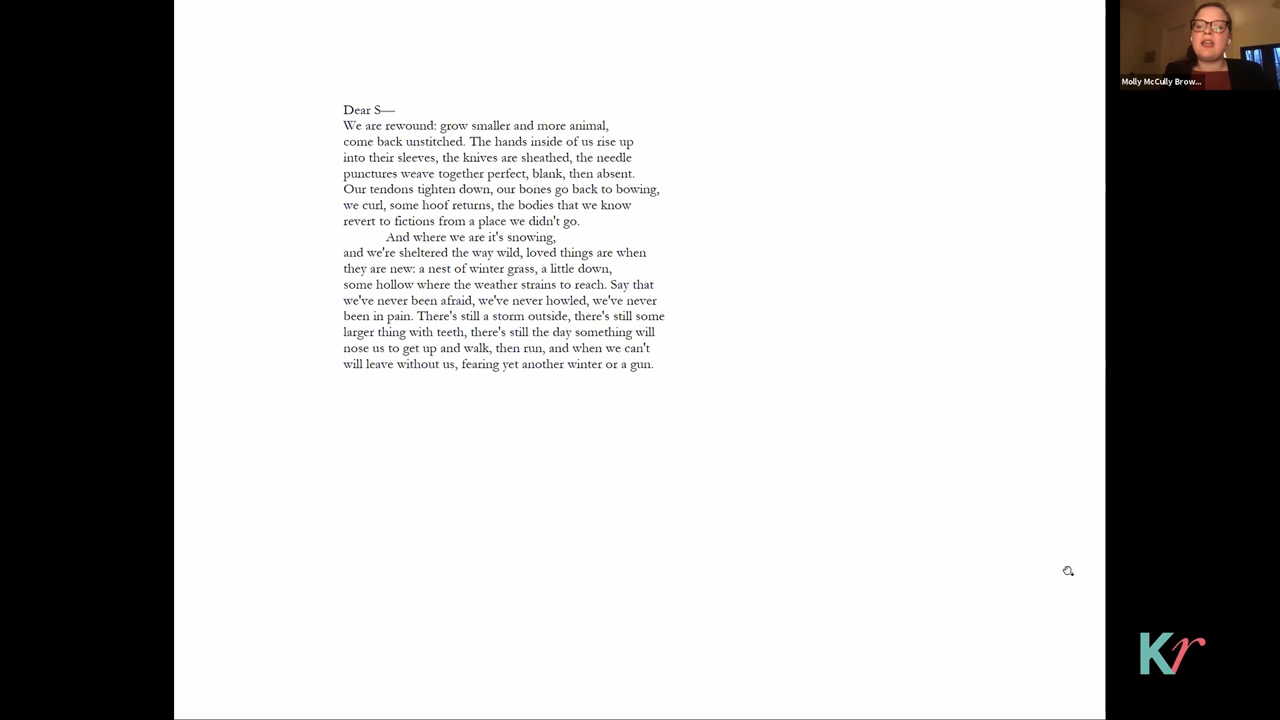 Dear S—
We are rewound: grow smaller and more animal,
come back unstitched. The hands inside of us rise up
into their sleeves, the knives are sheathed, the needle
punctures weave together perfect, blank, then absent.
Our tendons tighten down, our bones go back to bowing,
we curl, some hoof returns, the bodies that we know
revert to fictions from a place we didn't go.
And where we are it's snowing,
and we're sheltered the way wild, loved things are when
they are new: a nest of winter grass, a little down,
some hollow where the weather strains to reach. Say that
we've never been afraid, we've never howled, we've never
been in pain. There's still a storm outside, there's still some
larger thing with teeth, there's still the day something will
nose us to get up and walk, then run, and when we can't
will leave without us, fearing yet another winter or a gun.
Molly McCully Brow...
Kr